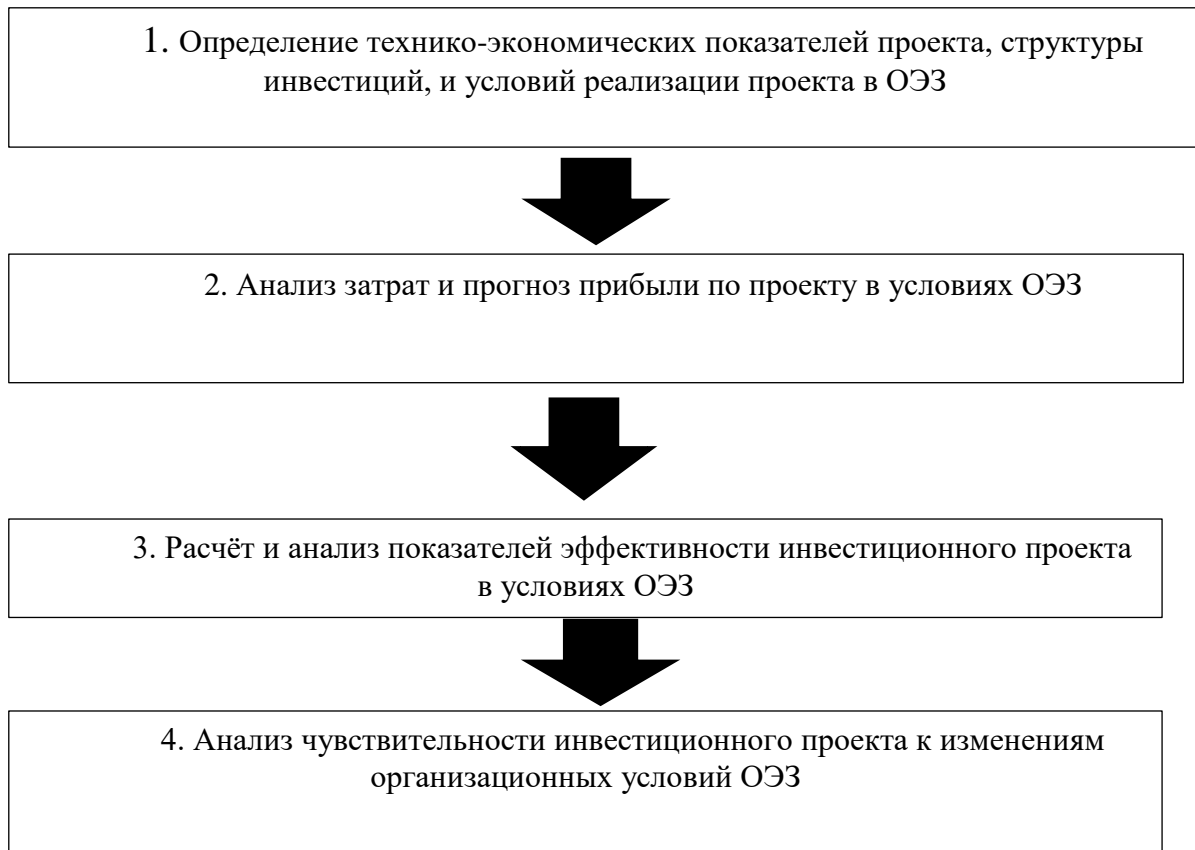 1. Определение технико-экономических показателей проекта, структуры
инвестиций, и условий реализации проекта в ОЭЗ
2. Анализ затрат и прогноз прибыли по проекту в условиях ОЭЗ
3. Расчёт и анализ показателей эффективности инвестиционного проекта
в условиях ОЭЗ
4. Анализ чувствительности инвестиционного проекта к изменениям
организационных условий ОЭЗ